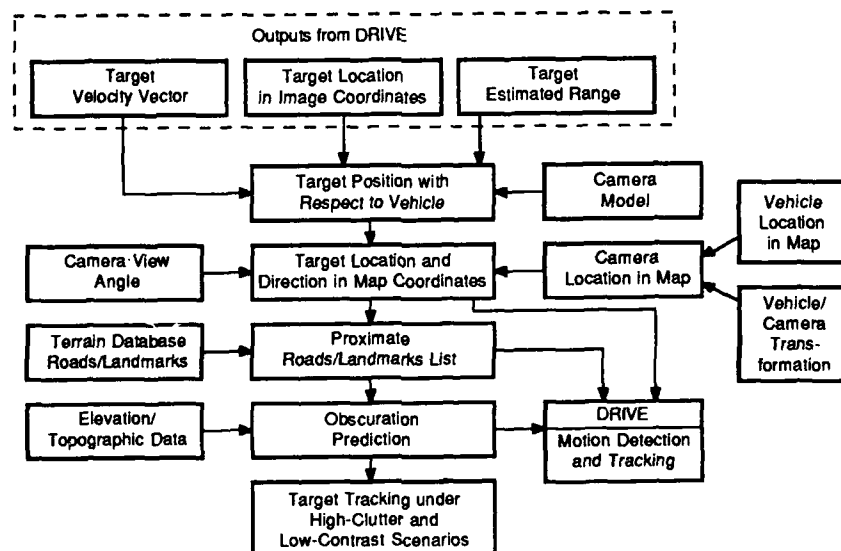 Outputs from DRIVE
Target
Velocity Vector
Target Location
in Image Coordinates
Target
Estimated Range
Target Position with
Respect to Vehicle
Camera
Model
Vehicle
Location
in Map
Camera View
Angle
Target Location and
Direction in Map Coordinates
Camera
Location in Map
Vehicle/
Camera
Trans-
formation
Terrain Database
Roads/Landmarks
Proximate
Roads/Landmarks List
Elevation/
Topographic Data
Obscuration
Prediction
DRIVE
Motion Detection
and Tracking
Target Tracking under
High-Clutter and
Low-Contrast Scenarios